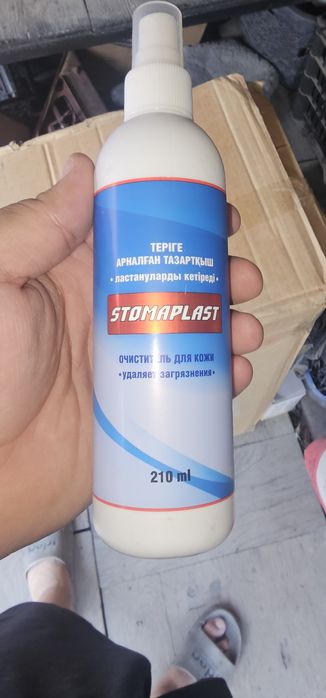 ТЕРІГЕ
АРНАЛҒАН ТАЗАРТҚЫШ
• ластануларды кетіреді •
STOMAPLAST
ОЧИСТИТЕЛЬ ДЛЯ КОЖИ
•удаляет загрязнения•
210 ml